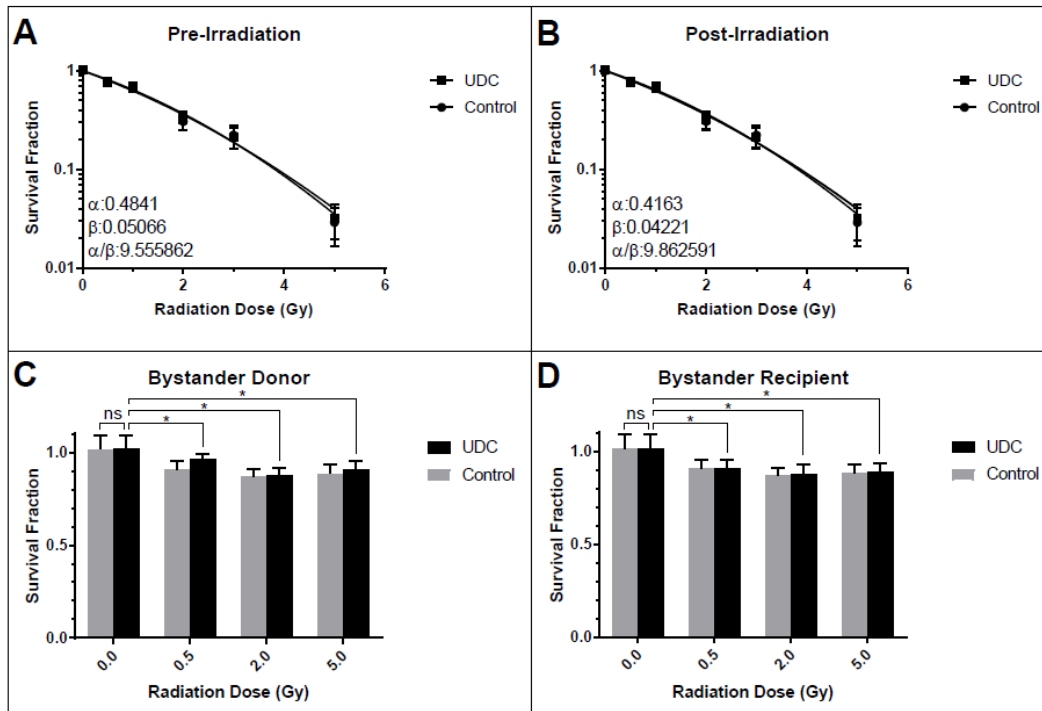 A
Pre-Irradiation
1
0.1
0.01
Survival Fraction
UDC
Control
α:0.4841
β:0.05066
α/β:9.555862
0 2 4 6
Radiation Dose (Gy)
B
Post-Irradiation
1
0.1
0.01
Survival Fraction
UDC
Control
α:0.4163
β:0.04221
α/β:9.862591
0 2 4 6
Radiation Dose (Gy)
C
Bystander Donor
*
*
ns *
1.0
0.5
0.0
Survival Fraction
UDC
Control
0.0 0.5 2.0 5.0
Radiation Dose (Gy)
D
Bystander Recipient
*
*
ns *
1.0
0.5
0.0
Survival Fraction
UDC
Control
0.0 0.5 2.0 5.0
Radiation Dose (Gy)